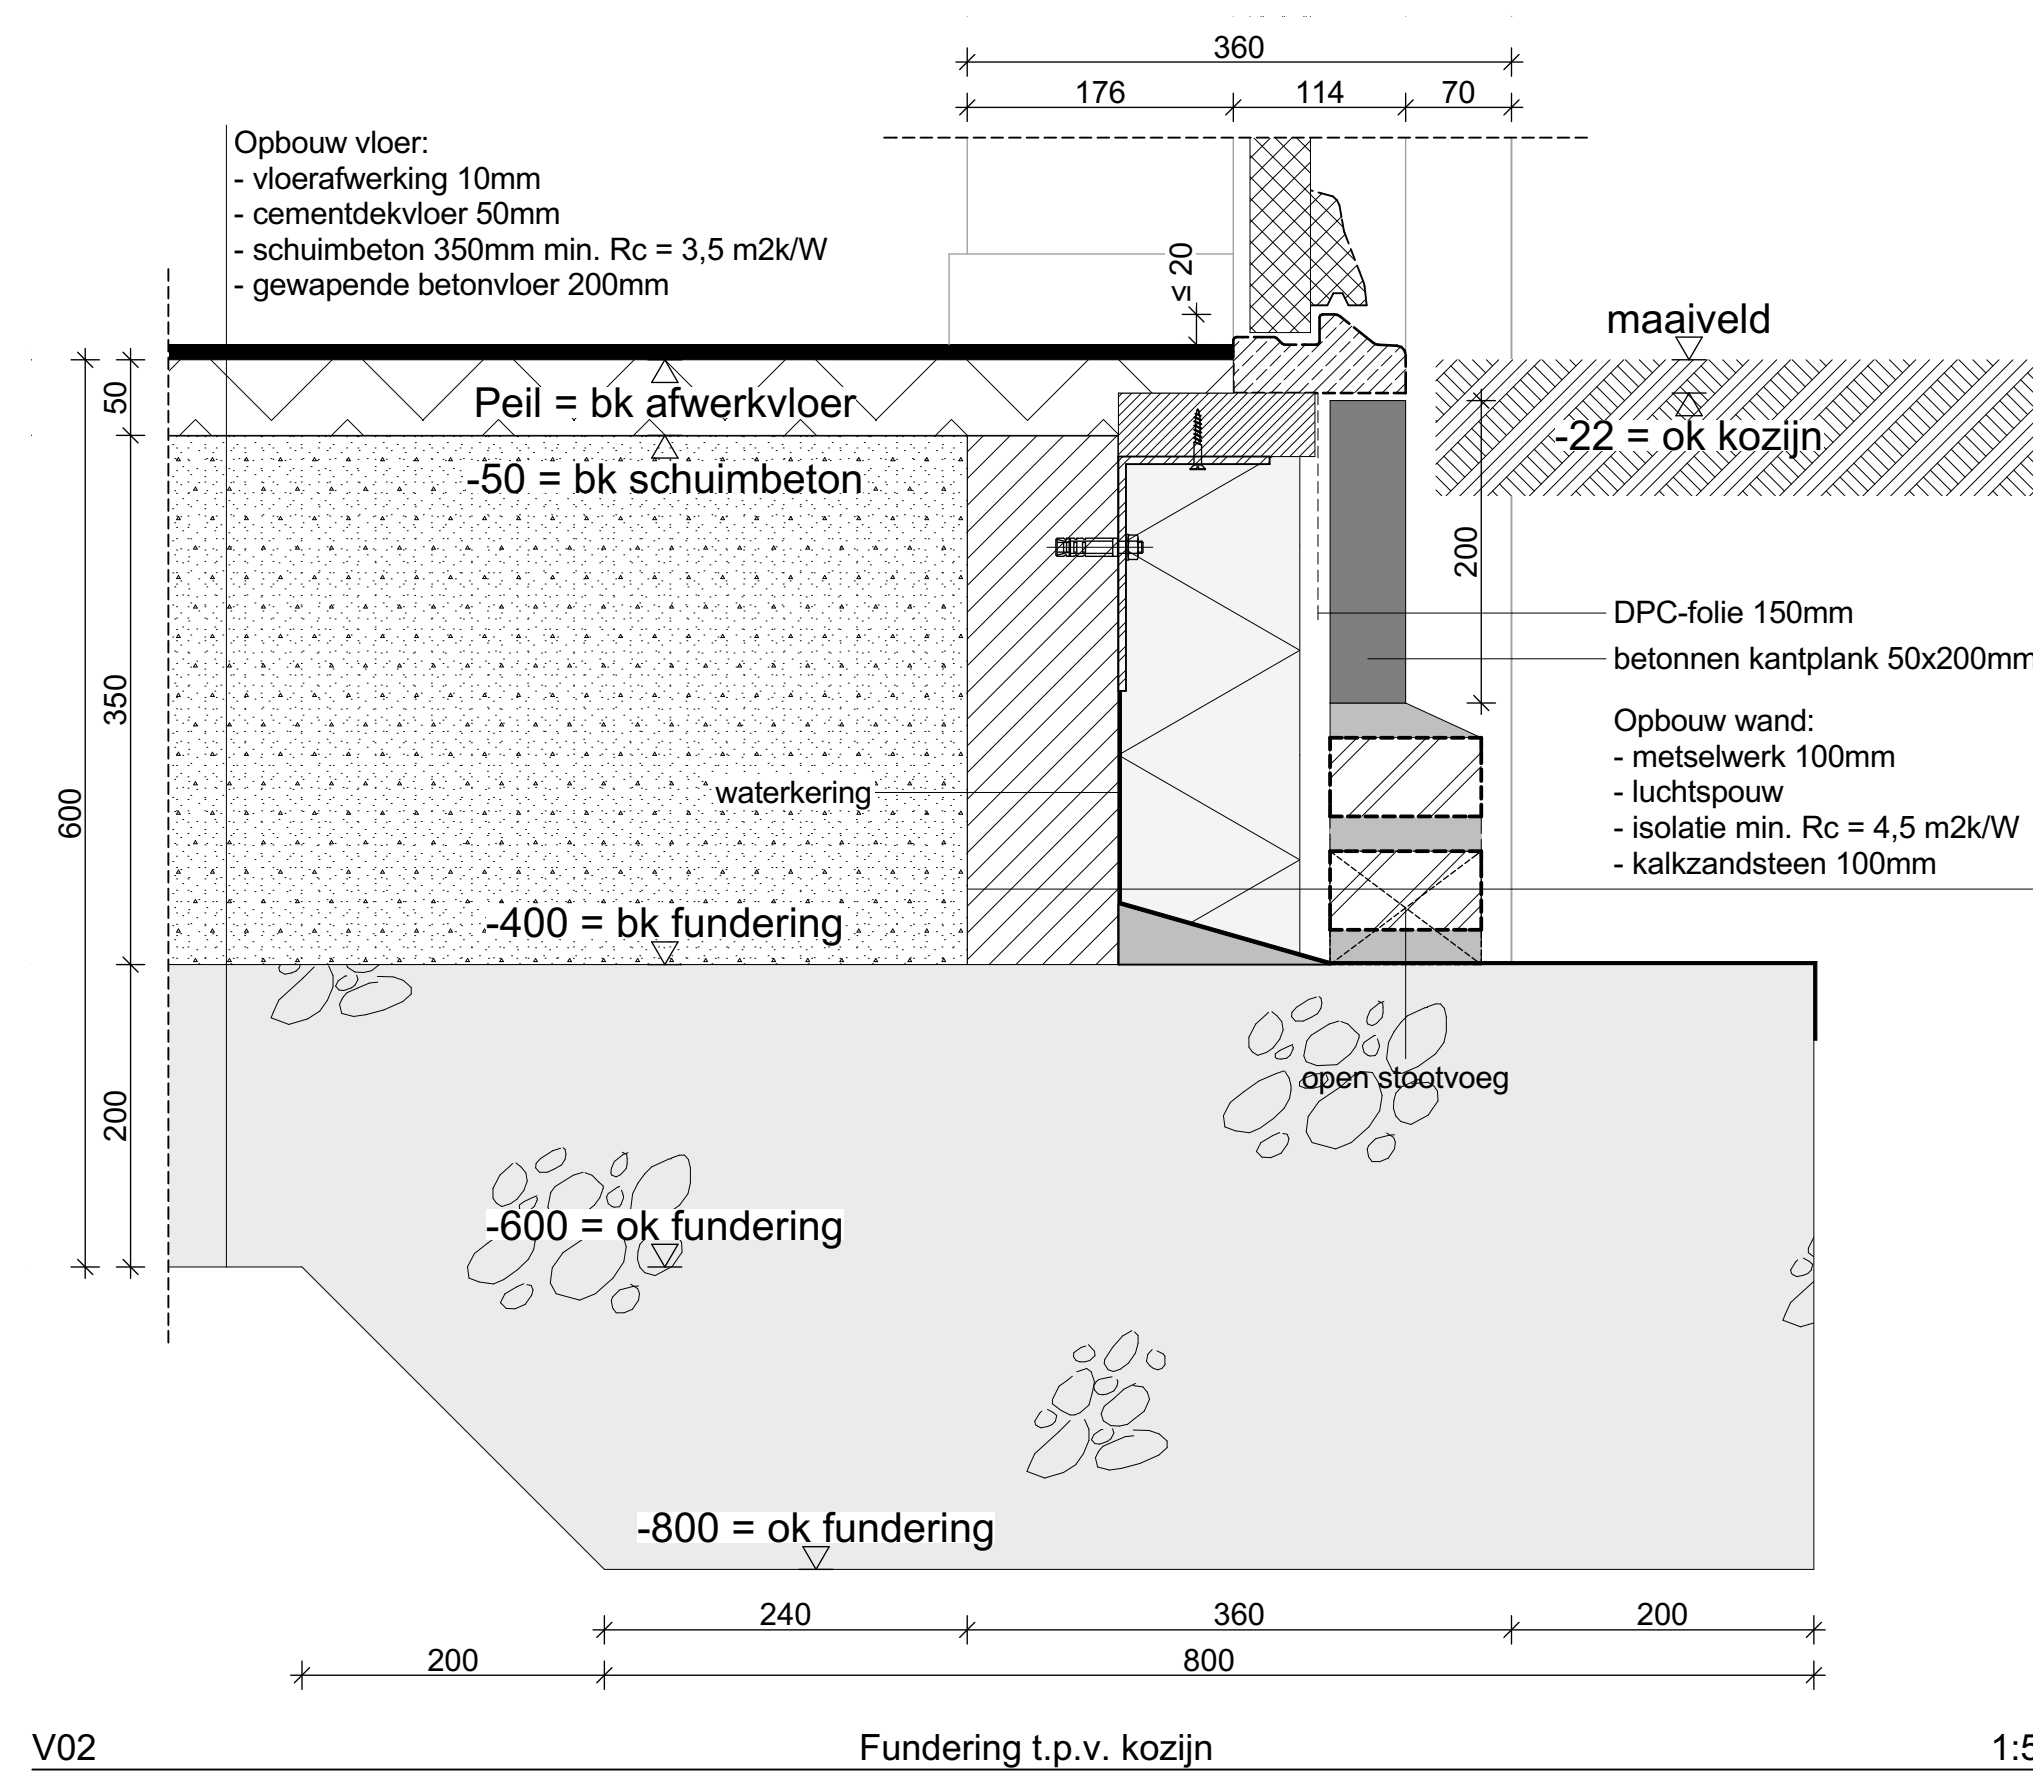 360
176
114
70
Opbouw vloer:
- vloerafwerking 10mm
- cementdekvloer 50mm
- schuimbeton 350mm min. Rc = 3,5 m2k/W
- gewapende betonvloer 200mm
≤ 20
maaiveld
50
Peil = bk afwerkvloer
-22 = ok kozijn
-50 = bk schuimbeton
200
DPC-folie 150mm
betonnen kantplank 50x200mm
350
Opbouw wand:
- metselwerk 100mm
- luchtspouw
- isolatie min. Rc = 4,5 m2k/W
- kalkzandsteen 100mm
waterkering
600
-400 = bk fundering
200
open stootvoeg
-600 = ok fundering
-800 = ok fundering
240
360
200
200
800
V02
Fundering t.p.v. kozijn
1:5